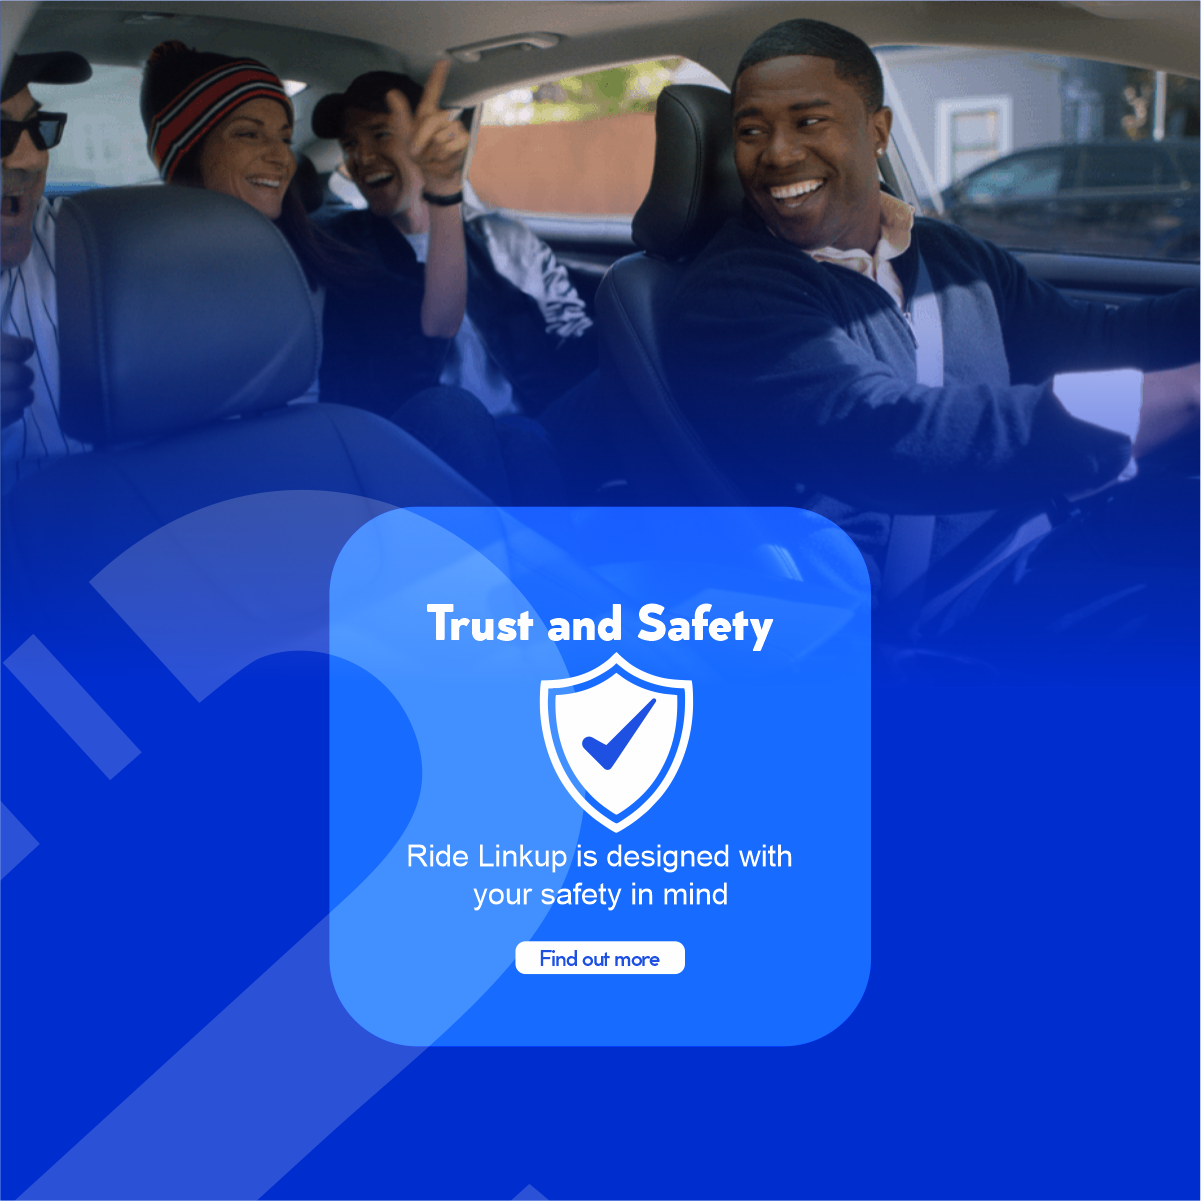 Trust and Safety
Ride Linkup is designed with
your safety in mind
Find out more